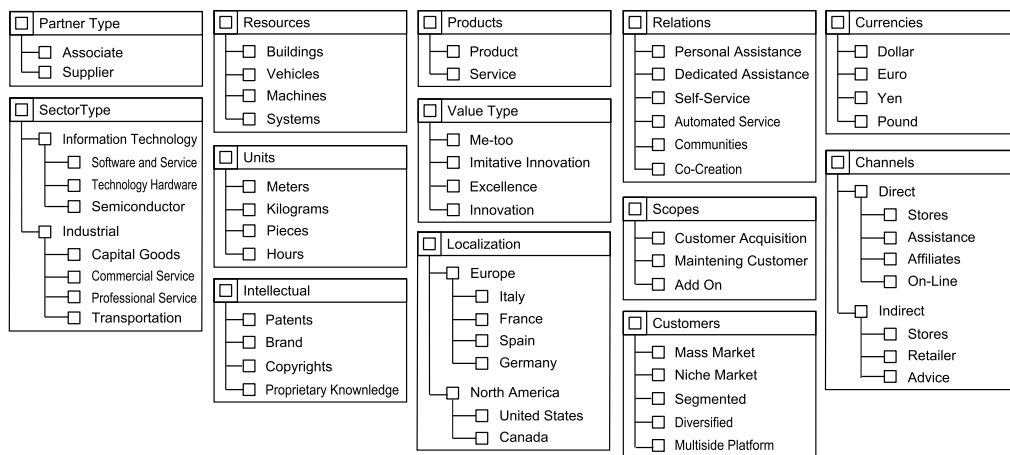 Partner Type
Associate
Supplier
SectorType
Information Technology
Software and Service
Technology Hardware
Semiconductor
Industrial
Capital Goods
Commercial Service
Professional Service
Transportation
Resources
Buildings
Vehicles
Machines
Systems
Units
Meters
Kilograms
Pieces
Hours
Intellectual
Patents
Brand
Copyrights
Proprietary Knownledge
Products
Product
Service
Value Type
Me-too
Imitative Innovation
Excellence
Innovation
Localization
Europe
Italy
France
Spain
Germany
North America
United States
Canada
Relations
Personal Assistance
Dedicated Assistance
Self-Service
Automated Service
Communities
Co-Creation
Scopes
Customer Acquisition
Maintening Customer
Add On
Customers
Mass Market
Niche Market
Segmented
Diversified
Multiside Platform
Currencies
Dollar
Euro
Yen
Pound
Channels
Direct
Stores
Assistance
Affiliates
On-Line
Indirect
Stores
Retailer
Advice